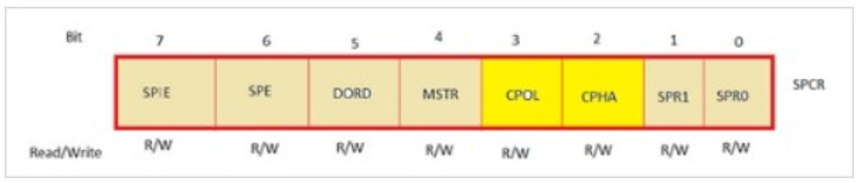 Bit 7 6 5 4 3 2 1 0
SPIE SPE DORD MSTR CPOL CPHA SPR1 SPR0 SPCR
Read/Write R/W R/W R/W R/W R/W R/W R/W R/W